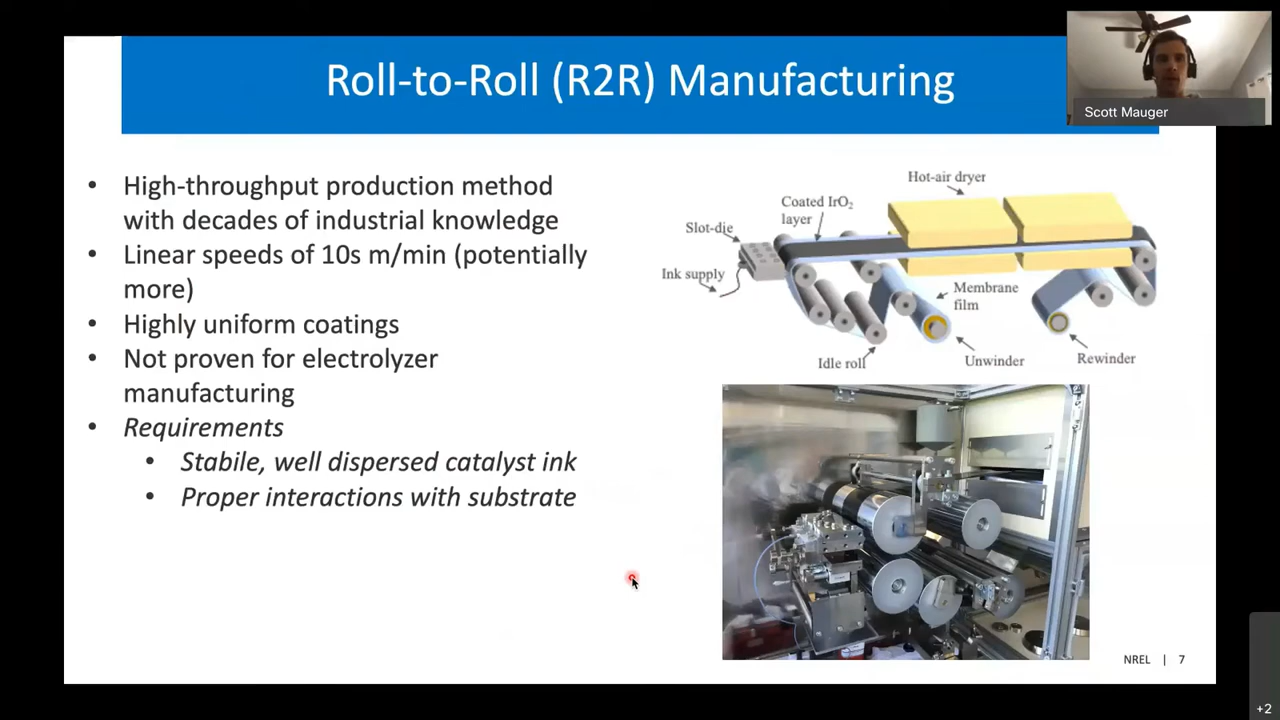 Roll-to-Roll (R2R) Manufacturing
Scott Mauger
• High-throughput production method
with decades of industrial knowledge
• Linear speeds of 10s m/min (potentially
more)
• Highly uniform coatings
• Not proven for electrolyzer
manufacturing
• Requirements
• Stabile, well dispersed catalyst ink
• Proper interactions with substrate
Hot-air dryer
Coated IrO₂
layer
Slot-die
Ink supply
Membrane
film
Idle roll
Unwinder
Rewinder
NREL | 7
+2